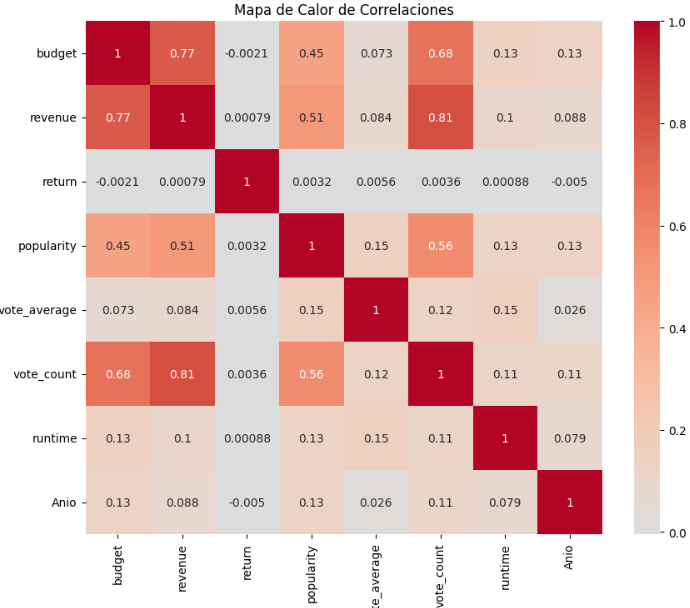 Mapa de Calor de Correlaciones
budget 1 0.77 -0.0021 0.45 0.073 0.68 0.13 0.13
revenue 0.77 1 0.00079 0.51 0.084 0.81 0.1 0.088
return -0.0021 0.00079 1 0.0032 0.0056 0.0036 0.00088 -0.005
popularity 0.45 0.51 0.0032 1 0.15 0.56 0.13 0.13
vote_average 0.073 0.084 0.0056 0.15 1 0.12 0.15 0.026
vote_count 0.68 0.81 0.0036 0.56 0.12 1 0.11 0.11
runtime 0.13 0.1 0.00088 0.13 0.15 0.11 1 0.079
Anio 0.13 0.088 -0.005 0.13 0.026 0.11 0.079 1
budget revenue return popularity te_average vote_count runtime Anio
1.0
0.8
0.6
0.4
0.2
0.0